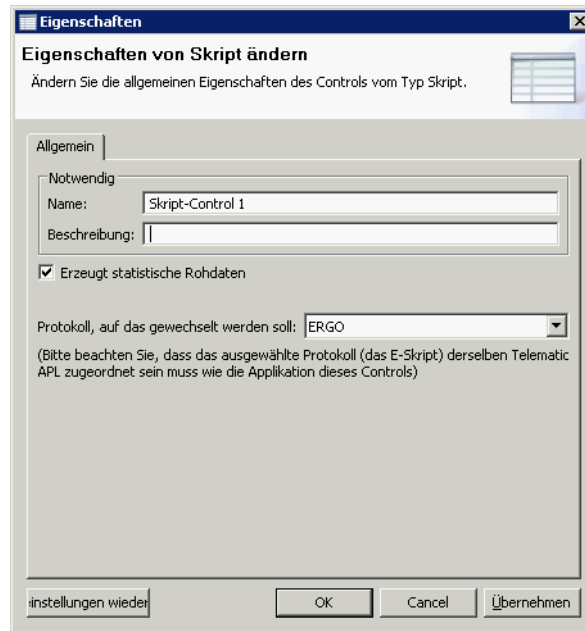 Eigenschaften
Eigenschaften von Skript ändern
Ändern Sie die allgemeinen Eigenschaften des Controls vom Typ Skript.
Allgemein
Notwendig
Name: Skript-Control 1
Beschreibung:
Erzeugt statistische Rohdaten
Protokoll, auf das gewechselt werden soll: ERGO
(Bitte beachten Sie, dass das ausgewählte Protokoll (das E-Skript) derselben Telematic
APL zugeordnet sein muss wie die Applikation dieses Controls)
instellungen wieder OK Cancel Übernehmen